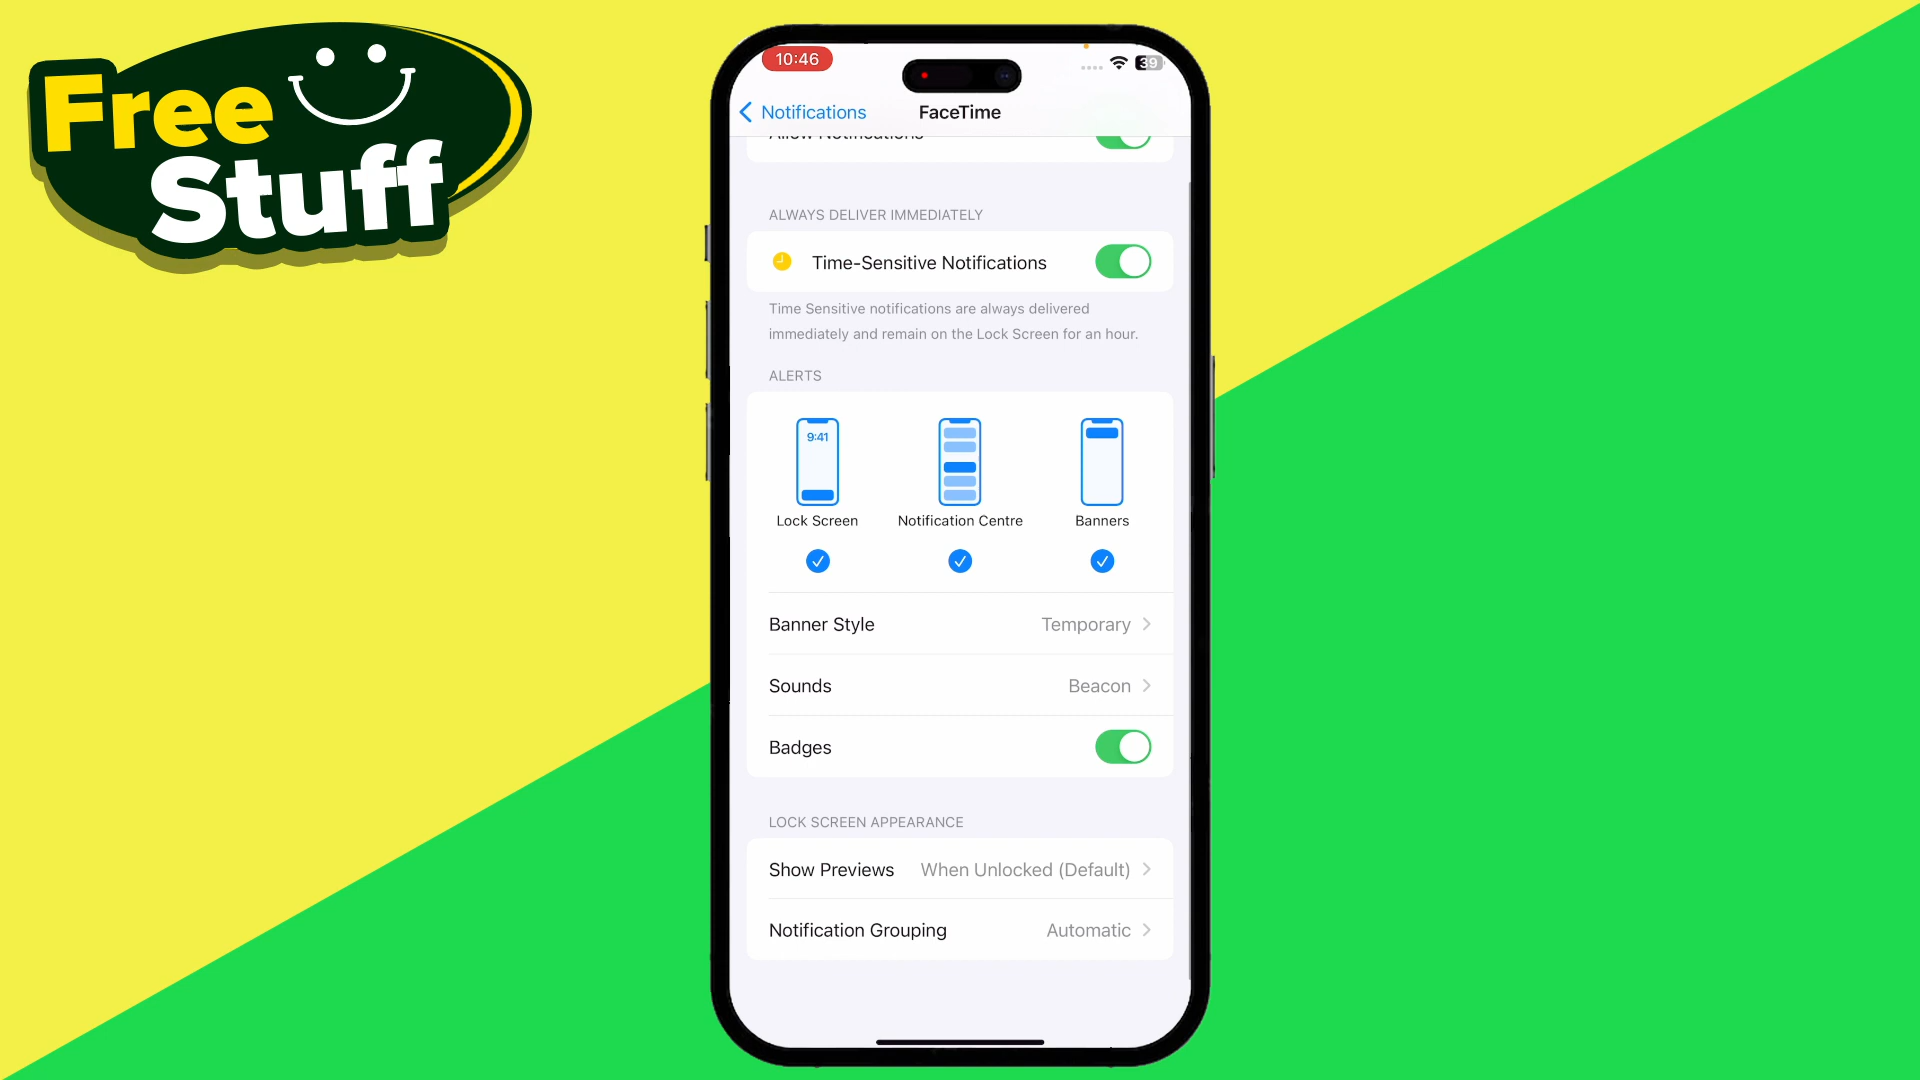 Free
Stuff
10:46
39
Notifications
FaceTime
Allow Notifications
ALWAYS DELIVER IMMEDIATELY
Time-Sensitive Notifications
Time Sensitive notifications are always delivered
immediately and remain on the Lock Screen for an hour.
ALERTS
9:41
Lock Screen
Notification Centre
Banners
Banner Style
Temporary
Sounds
Beacon
Badges
LOCK SCREEN APPEARANCE
Show Previews
When Unlocked (Default)
Notification Grouping
Automatic